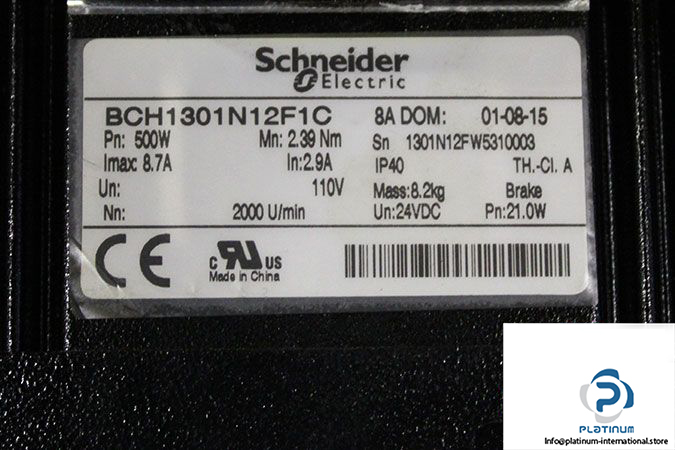 Schneider
Electric
BCH1301N12F1C 8A DOM: 01-08-15
Pn: 500W Mn: 2.39 Nm Sn 1301N12FW5310003
Imax: 8.7A In:2.9A IP40 TH.-Cl. A
Un: 110V Mass:8.2kg Brake
Nn: 2000 U/min Un:24VDC Pn:21.0W
CE c RU US
Made in China
PLATINUM
Info@platinum-international.store